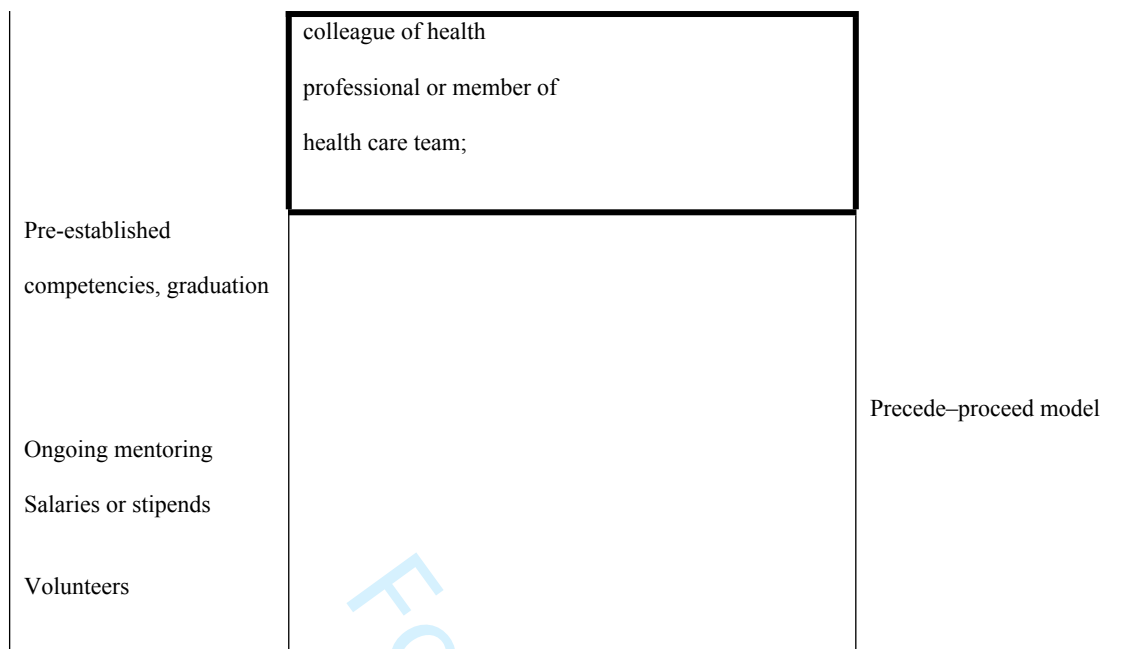 colleague of health
professional or member of
health care team;
Pre-established
competencies, graduation
Precede–proceed model
Ongoing mentoring
Salaries or stipends
Volunteers
Fo